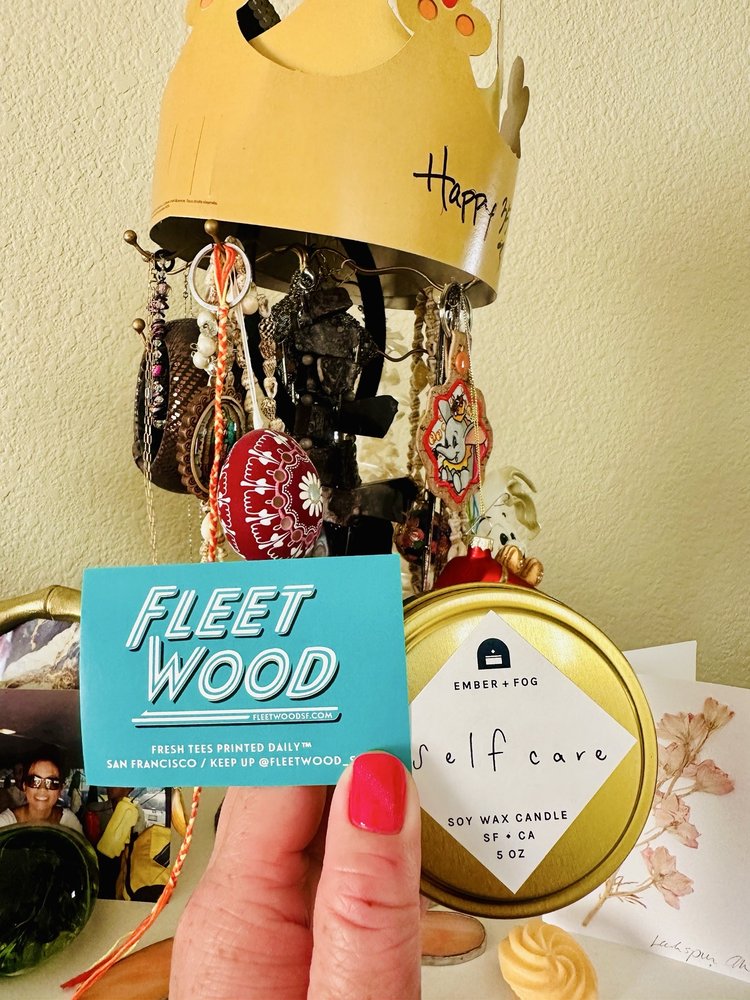 Happy
FLEET
WOOD
FLEETWOODSF.COM
FRESH TEES PRINTED DAILY™
SAN FRANCISCO / KEEP UP @FLEETWOOD_S
EMBER + FOG
self care
SOY WAX CANDLE
SF • CA
5 OZ